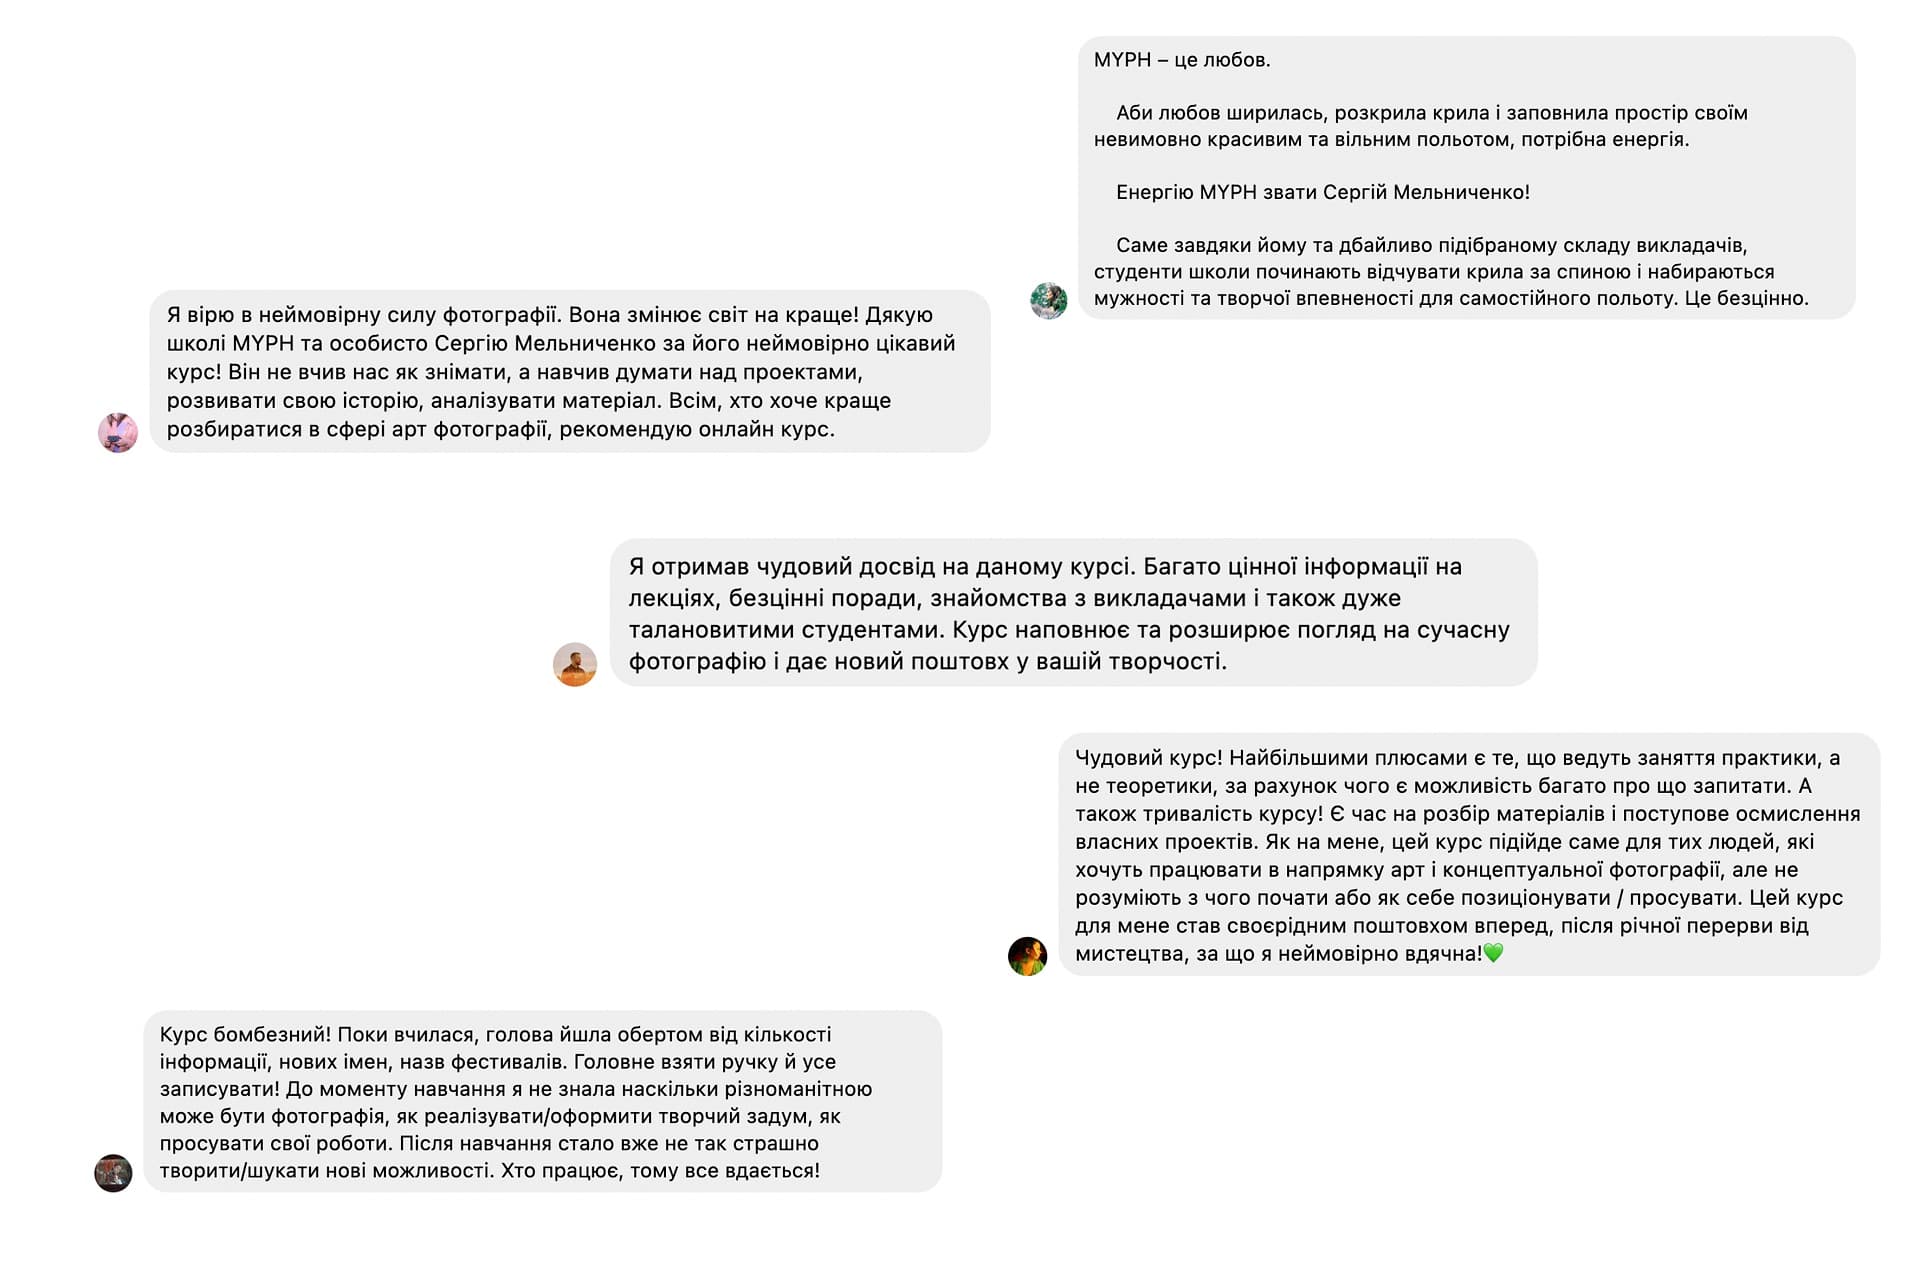 MYPH – це любов.
Аби любов ширилась, розкрила крила і заповнила простір своїм
невимовно красивим та вільним польотом, потрібна енергія.
Енергію MYPH звати Сергій Мельниченко!
Саме завдяки йому та дбайливо підібраному складу викладачів,
студенти школи починають відчувати крила за спиною і набираються
мужності та творчої впевненості для самостійного польоту. Це безцінно.
Я вірю в неймовірну силу фотографії. Вона змінює світ на краще! Дякую
школі MYPH та особисто Сергію Мельниченко за його неймовірно цікавий
курс! Він не вчив нас як знімати, а навчив думати над проектами,
розвивати свою історію, аналізувати матеріал. Всім, хто хоче краще
розбиратися в сфері арт фотографії, рекомендую онлайн курс.
Я отримав чудовий досвід на даному курсі. Багато цінної інформації на
лекціях, безцінні поради, знайомства з викладачами і також дуже
талановитими студентами. Курс наповнює та розширює погляд на сучасну
фотографію і дає новий поштовх у вашій творчості.
Чудовий курс! Найбільшими плюсами є те, що ведуть заняття практики, а
не теоретики, за рахунок чого є можливість багато про що запитати. А
також тривалість курсу! Є час на розбір матеріалів і поступове осмислення
власних проектів. Як на мене, цей курс підійде саме для тих людей, які
хочуть працювати в напрямку арт і концептуальної фотографії, але не
розуміють з чого почати або як себе позиціонувати / просувати. Цей курс
для мене став своєрідним поштовхом вперед, після річної перерви від
мистецтва, за що я неймовірно вдячна!💚
Курс бомбезний! Поки вчилася, голова йшла обертом від кількості
інформації, нових імен, назв фестивалів. Головне взяти ручку й усе
записувати! До моменту навчання я не знала наскільки різноманітною
може бути фотографія, як реалізувати/оформити творчий задум, як
просувати свої роботи. Після навчання стало вже не так страшно
творити/шукати нові можливості. Хто працює, тому все вдається!